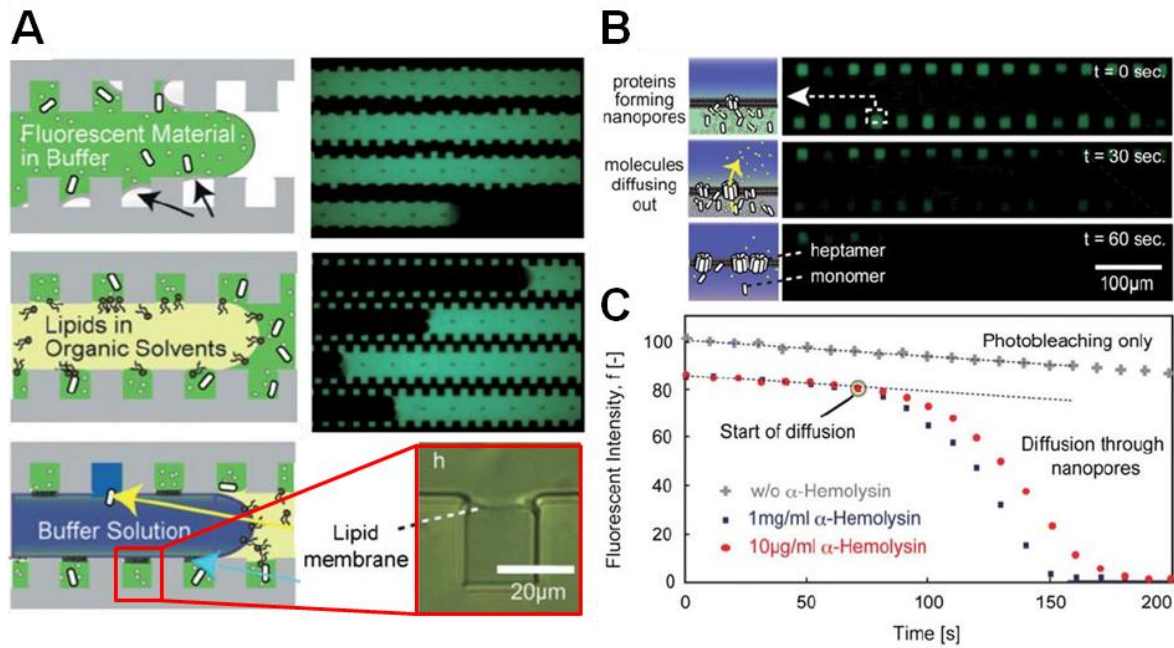 A
Fluorescent Material
in Buffer
Lipids in
Organic Solvents
Buffer Solution
Lipid
membrane
h
20µm
B
proteins
forming
nanopores
t = 0 sec.
molecules
diffusing
out
t = 30 sec.
t = 60 sec.
heptamer
monomer
100µm
C
Fluorescent Intensity, f [-]
100
80
60
40
20
0
Photobleaching only
Start of diffusion
Diffusion through
nanopores
w/o α-Hemolysin
1mg/ml α-Hemolysin
10µg/ml α-Hemolysin
0
50
100
150
200
Time [s]